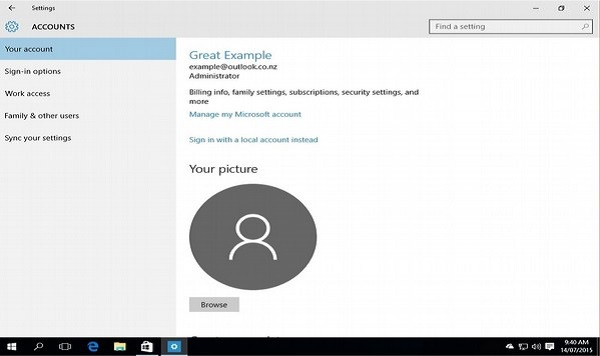 Settings
ACCOUNTS
Find a setting
Your account
Sign-in options
Work access
Family & other users
Sync your settings
Great Example
example@outlook.co.nz
Administrator
Billing info, family settings, subscriptions, security settings, and
more
Manage my Microsoft account
Sign in with a local account instead
Your picture
Browse
9:40 AM
14/07/2015